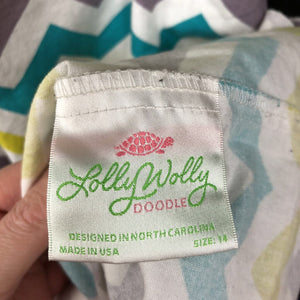 Lolly Wolly
DOODLE
DESIGNED IN NORTH CAROLINA
MADE IN USA
SIZE: 14